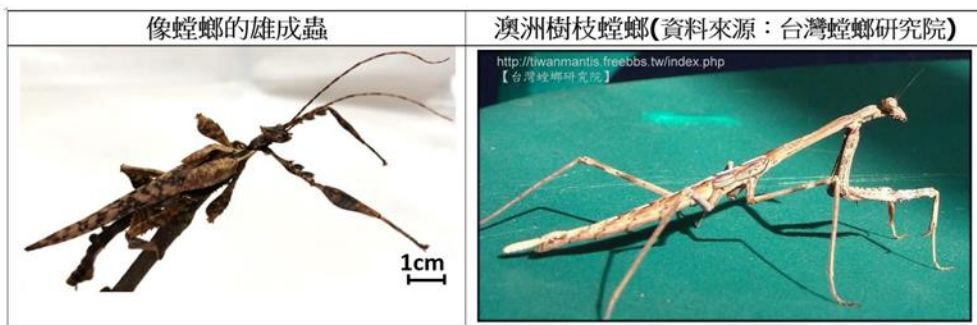 像螳螂的雄成蟲
澳洲樹枝螳螂(資料來源：台灣螳螂研究院)
http://tiwanmantis.freebbs.tw/index.php
【台灣螳螂研究院】
1cm